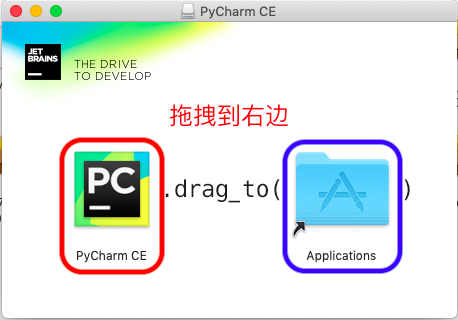 PyCharm CE
JET
BRAINS
THE DRIVE
TO DEVELOP
拖拽到右边
PC
.drag_to(
)
PyCharm CE
Applications